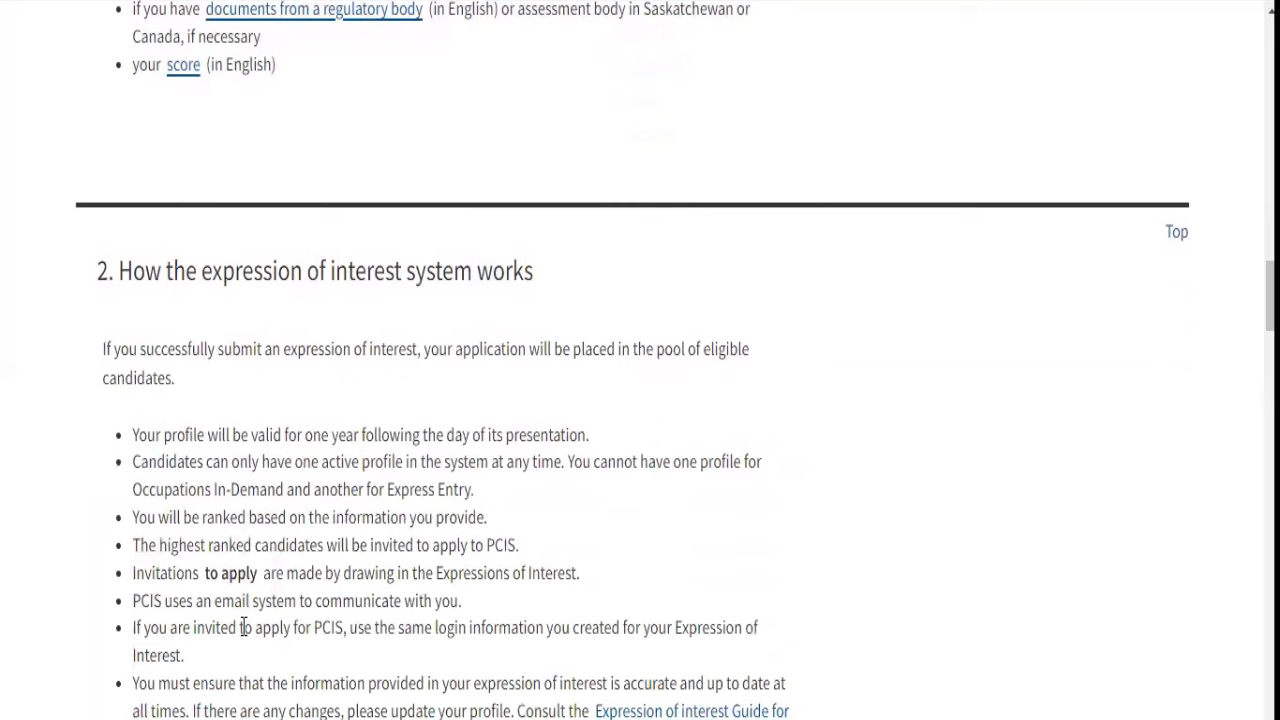 if you have documents from a regulatory body (in English) or assessment body in Saskatchewan or
Canada, if necessary
your score (in English)
Top
2. How the expression of interest system works
If you successfully submit an expression of interest, your application will be placed in the pool of eligible
candidates.
Your profile will be valid for one year following the day of its presentation.
Candidates can only have one active profile in the system at any time. You cannot have one profile for
Occupations In-Demand and another for Express Entry.
You will be ranked based on the information you provide.
The highest ranked candidates will be invited to apply to PCIS.
Invitations to apply are made by drawing in the Expressions of Interest.
PCIS uses an email system to communicate with you.
If you are invited to apply for PCIS, use the same login information you created for your Expression of
Interest.
You must ensure that the information provided in your expression of interest is accurate and up to date at
all times. If there are any changes, please update your profile. Consult the Expression of interest Guide for